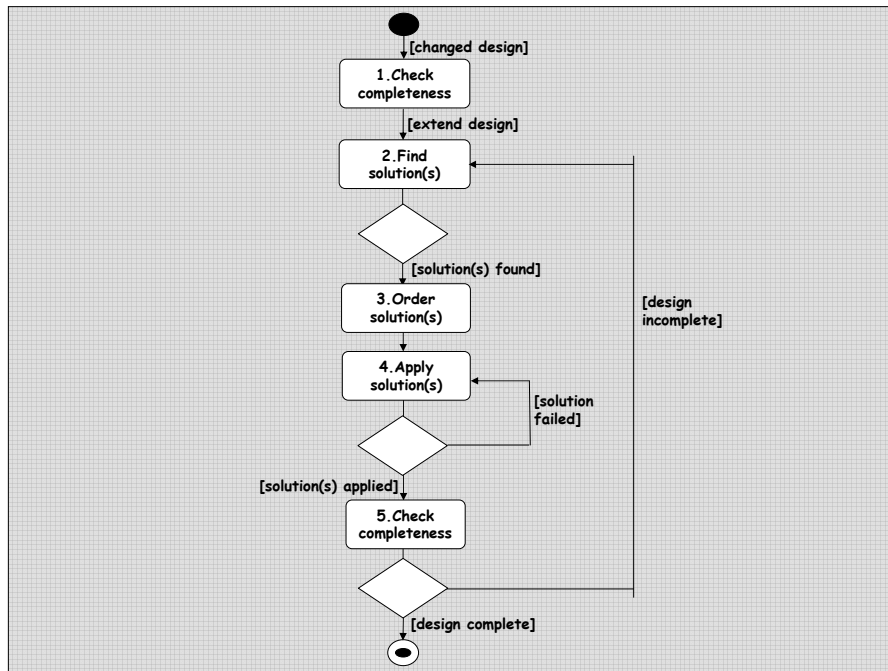 [changed design]
1.Check
completeness
[extend design]
2.Find
solution(s)
[solution(s) found]
3.Order
solution(s)
[design
incomplete]
4.Apply
solution(s)
[solution
failed]
[solution(s) applied]
5.Check
completeness
[design complete]